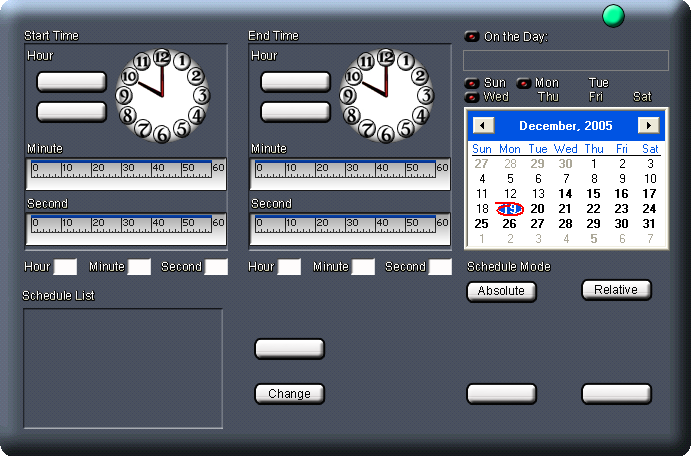 Start Time
Hour
12
11 1
10 2
9 3
8 4
7 5
6
Minute
0 10 20 30 40 50 60
Second
0 10 20 30 40 50 60
Hour Minute Second
End Time
Hour
12
11 1
10 2
9 3
8 4
7 5
6
Minute
0 10 20 30 40 50 60
Second
0 10 20 30 40 50 60
Hour Minute Second
On the Day:
Sun Mon Tue
Wed Thu Fri Sat
December, 2005
Sun Mon Tue Wed Thu Fri Sat
27 28 29 30 1 2 3
4 5 6 7 8 9 10
11 12 13 14 15 16 17
18 19 20 21 22 23 24
25 26 27 28 29 30 31
1 2 3 4 5 6 7
Schedule Mode
Absolute Relative
Schedule List
Change